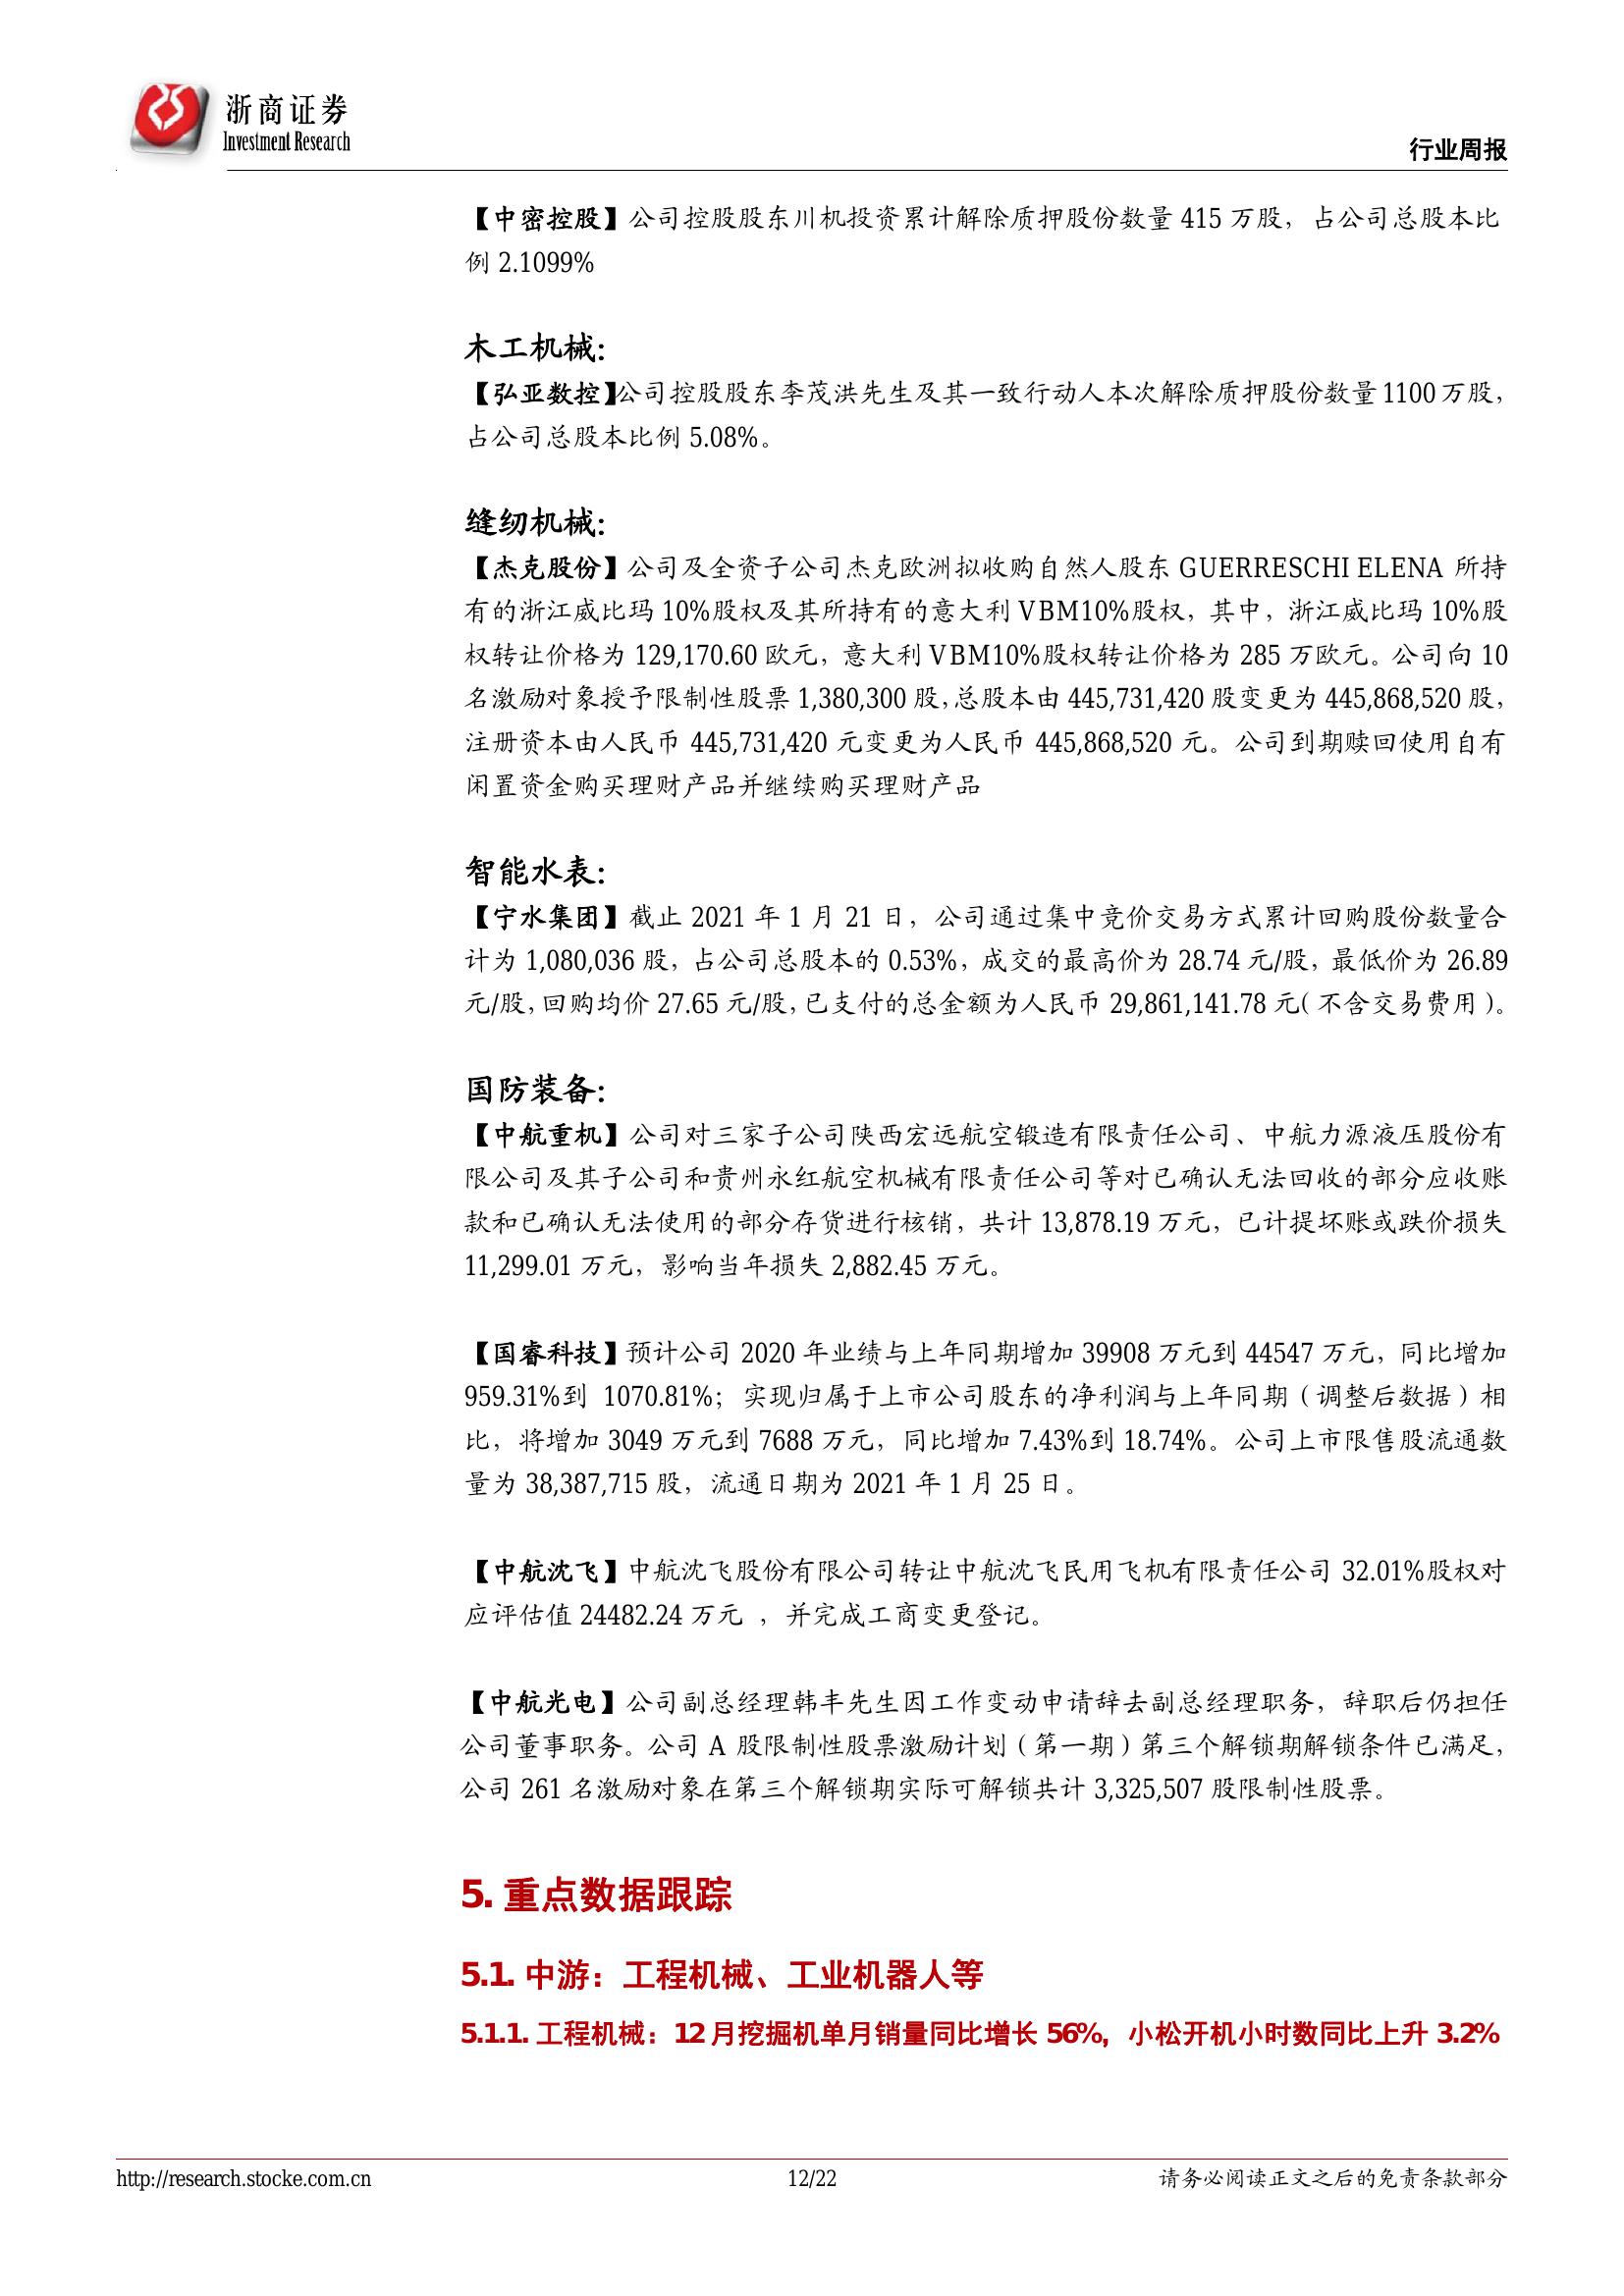 浙商证券
Investment Research
行业周报
【中密控股】公司控股股东川机投资累计解除质押股份数量 415 万股，占公司总股本比
例 2.1099%
木工机械：
【弘亚数控】公司控股股东李茂洪先生及其一致行动人本次解除质押股份数量 1100 万股，
占公司总股本比例 5.08%。
缝纫机械：
【杰克股份】公司及全资子公司杰克欧洲拟收购自然人股东 GUERRESCHI ELENA 所持
有的浙江威比玛 10%股权及其所持有的意大利 VBM10%股权，其中，浙江威比玛 10%股
权转让价格为 129,170.60 欧元，意大利 VBM10%股权转让价格为 285 万欧元。公司向 10
名激励对象授予限制性股票 1,380,300 股，总股本由 445,731,420 股变更为 445,868,520 股，
注册资本由人民币 445,731,420 元变更为人民币 445,868,520 元。公司到期赎回使用自有
闲置资金购买理财产品并继续购买理财产品
智能水表：
【宁水集团】截止 2021 年 1 月 21 日，公司通过集中竞价交易方式累计回购股份数量合
计为 1,080,036 股，占公司总股本的 0.53%，成交的最高价为 28.74 元/股，最低价为 26.89
元/股，回购均价 27.65 元/股，已支付的总金额为人民币 29,861,141.78 元（不含交易费用）。
国防装备：
【中航重机】公司对三家子公司陕西宏远航空锻造有限责任公司、中航力源液压股份有
限公司及其子公司和贵州永红航空机械有限责任公司等对已确认无法回收的部分应收账
款和已确认无法使用的部分存货进行核销，共计 13,878.19 万元，已计提坏账或跌价损失
11,299.01 万元，影响当年损失 2,882.45 万元。
【国睿科技】预计公司 2020 年业绩与上年同期增加 39908 万元到 44547 万元，同比增加
959.31%到 1070.81%；实现归属于上市公司股东的净利润与上年同期（调整后数据）相
比，将增加 3049 万元到 7688 万元，同比增加 7.43%到 18.74%。公司上市限售股流通数
量为 38,387,715 股，流通日期为 2021 年 1 月 25 日。
【中航沈飞】中航沈飞股份有限公司转让中航沈飞民用飞机有限责任公司 32.01%股权对
应评估值 24482.24 万元 ，并完成工商变更登记。
【中航光电】公司副总经理韩丰先生因工作变动申请辞去副总经理职务，辞职后仍担任
公司董事职务。公司 A 股限制性股票激励计划（第一期）第三个解锁期解锁条件已满足，
公司 261 名激励对象在第三个解锁期实际可解锁共计 3,325,507 股限制性股票。
5. 重点数据跟踪
5.1. 中游：工程机械、工业机器人等
5.1.1. 工程机械：12 月挖掘机单月销量同比增长 56%，小松开机小时数同比上升 3.2%
http://research.stocke.com.cn
12/22
请务必阅读正文之后的免责条款部分